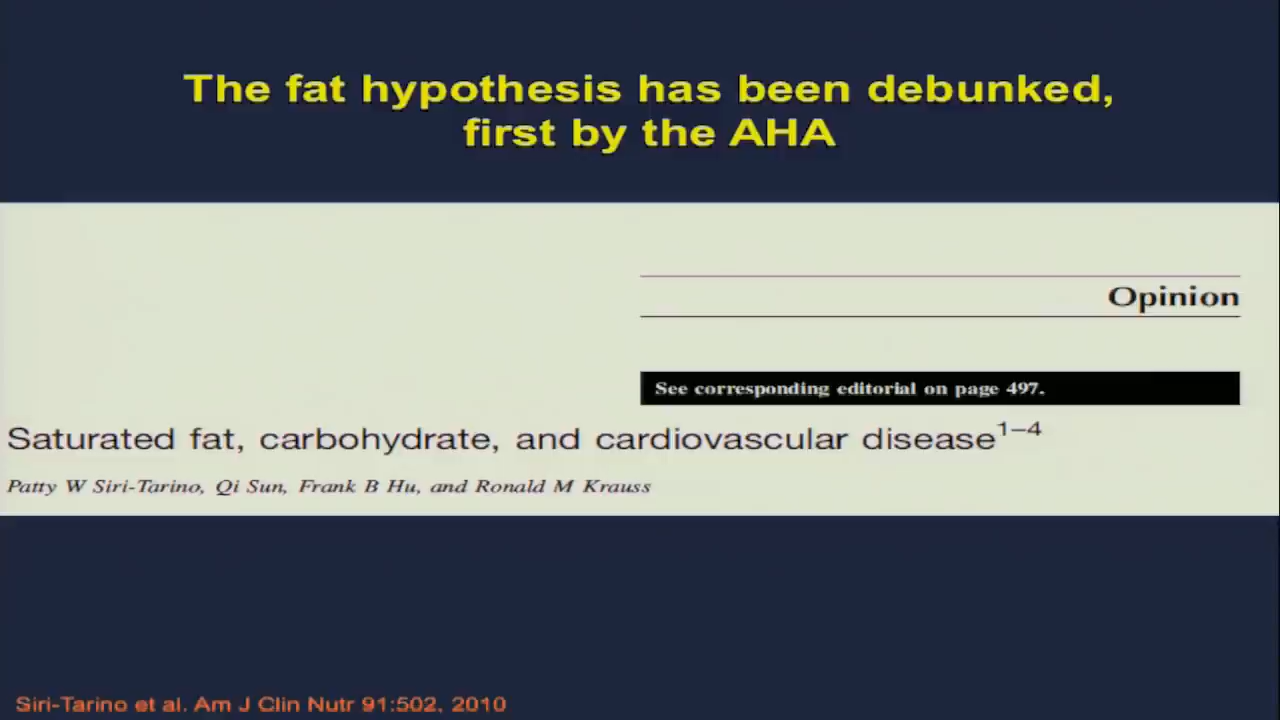 The fat hypothesis has been debunked,
first by the AHA
Opinion
See corresponding editorial on page 497.
Saturated fat, carbohydrate, and cardiovascular disease¹⁻⁴
Patty W Siri-Tarino, Qi Sun, Frank B Hu, and Ronald M Krauss
Siri-Tarino et al. Am J Clin Nutr 91:502, 2010